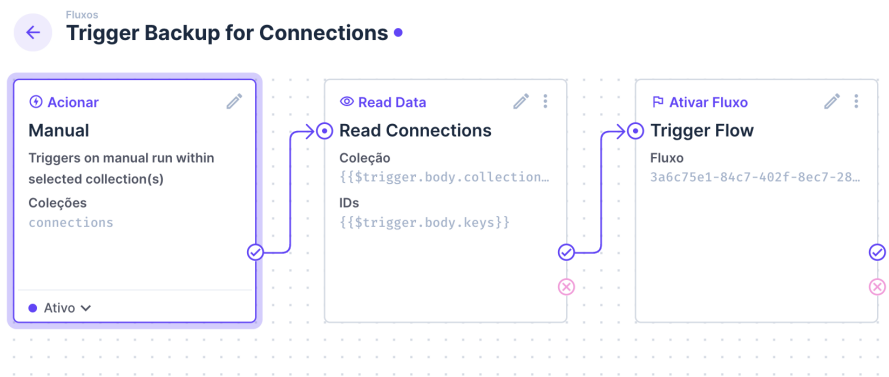 Fluxos
Trigger Backup for Connections
Acionar
Manual
Triggers on manual run within
selected collection(s)
Coleções
connections
Ativo
Read Data
Read Connections
Coleção
{{$trigger.body.collection…
IDs
{{$trigger.body.keys}}
Ativar Fluxo
Trigger Flow
Fluxo
3a6c75e1-84c7-402f-8ec7-28…